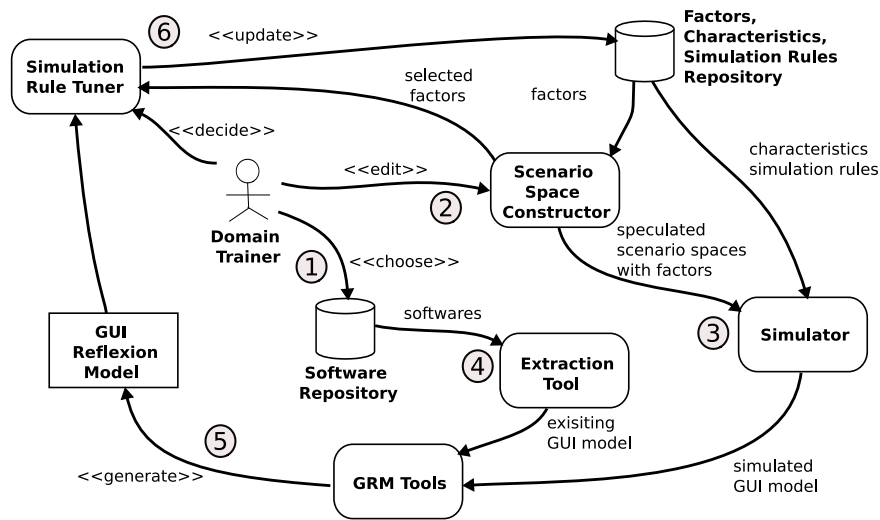 6
<<update>>
Factors,
Characteristics,
Simulation Rules
Repository
Simulation
Rule Tuner
selected
factors
factors
<<decide>>
<<edit>>
2
Scenario
Space
Constructor
characteristics
simulation rules
Domain
Trainer
1
<<choose>>
speculated
scenario spaces
with factors
3
Simulator
GUI
Reflexion
Model
softwares
Software
Repository
4
Extraction
Tool
exisiting
GUI model
5
<<generate>>
GRM Tools
simulated
GUI model